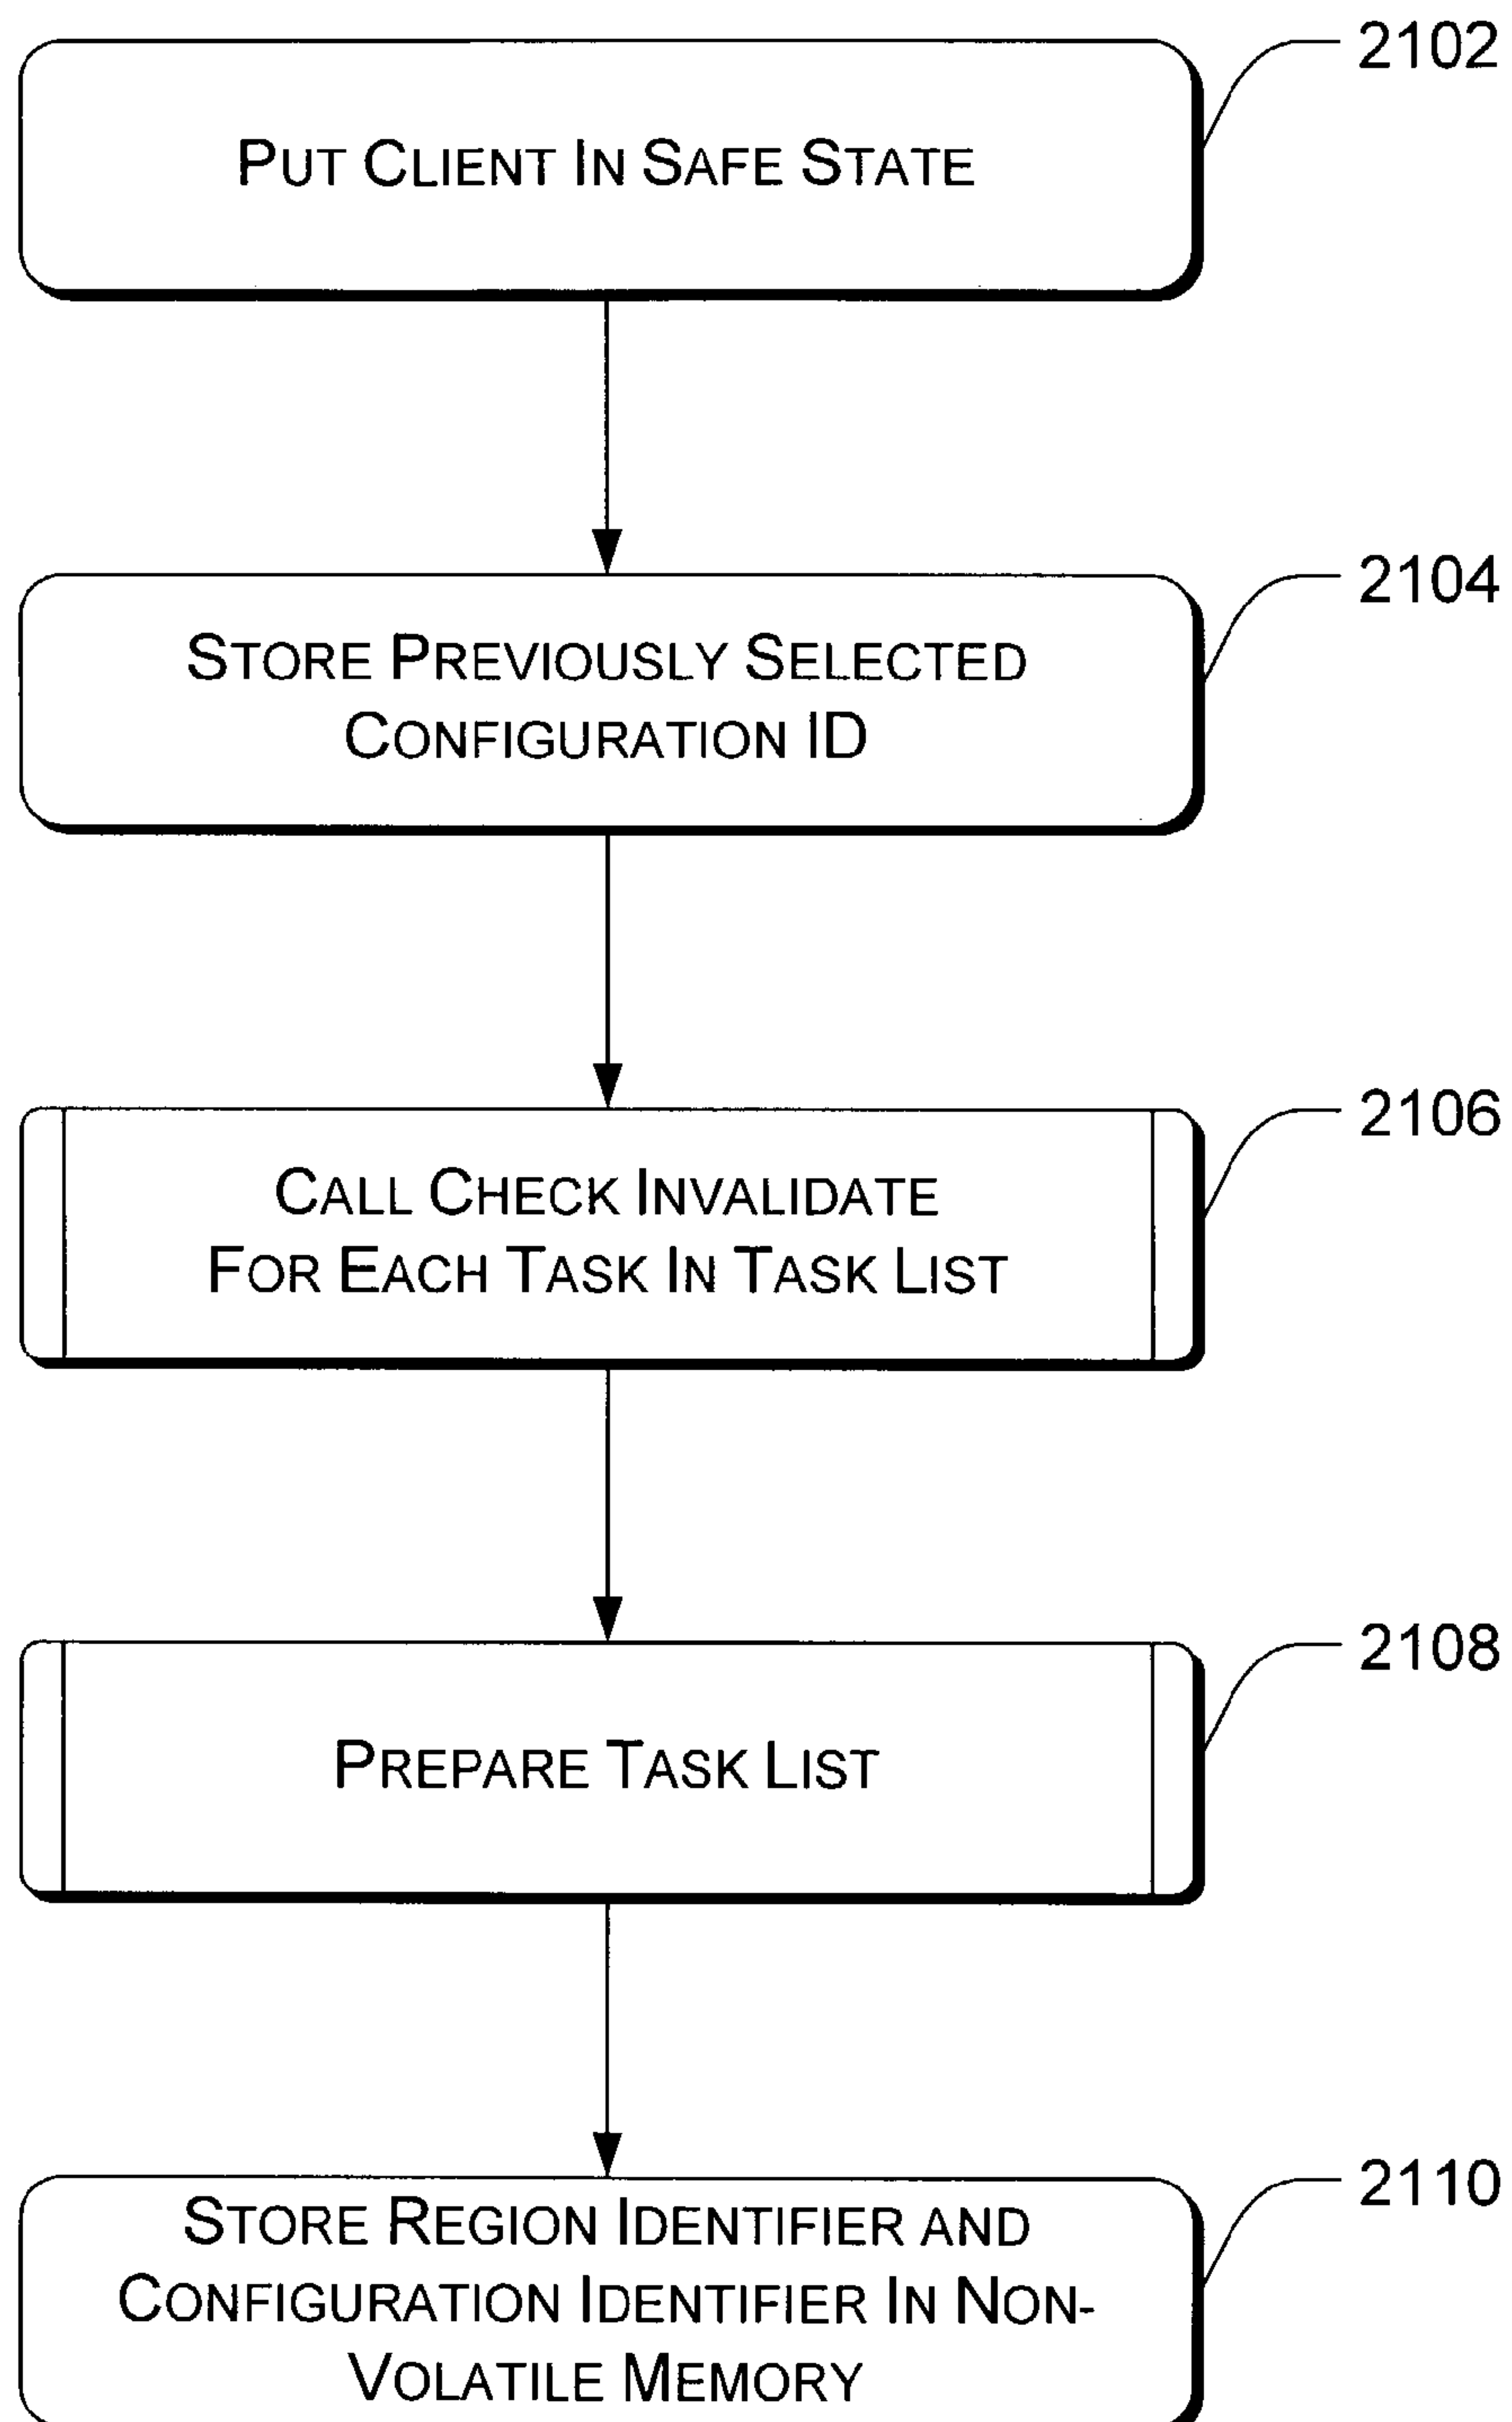 2102
PUT CLIENT IN SAFE STATE
2104
STORE PREVIOUSLY SELECTED
CONFIGURATION ID
2106
CALL CHECK INVALIDATE
FOR EACH TASK IN TASK LIST
2108
PREPARE TASK LIST
2110
STORE REGION IDENTIFIER AND
CONFIGURATION IDENTIFIER IN NON-
VOLATILE MEMORY